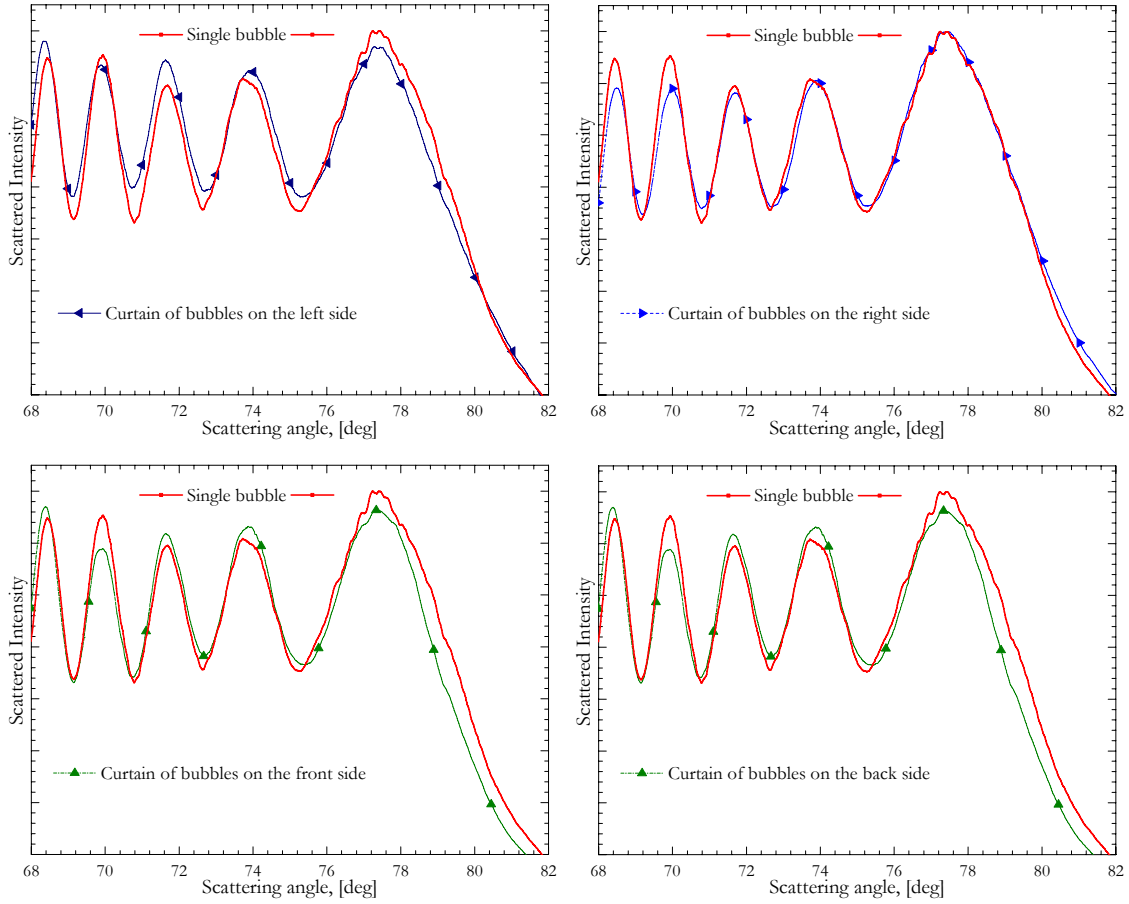 Single bubble
Scattered Intensity
Curtain of bubbles on the left side
68 70 72 74 76 78 80 82
Scattering angle, [deg]
Single bubble
Scattered Intensity
Curtain of bubbles on the right side
68 70 72 74 76 78 80 82
Scattering angle, [deg]
Single bubble
Scattered Intensity
Curtain of bubbles on the front side
68 70 72 74 76 78 80 82
Scattering angle, [deg]
Single bubble
Scattered Intensity
Curtain of bubbles on the back side
68 70 72 74 76 78 80 82
Scattering angle, [deg]